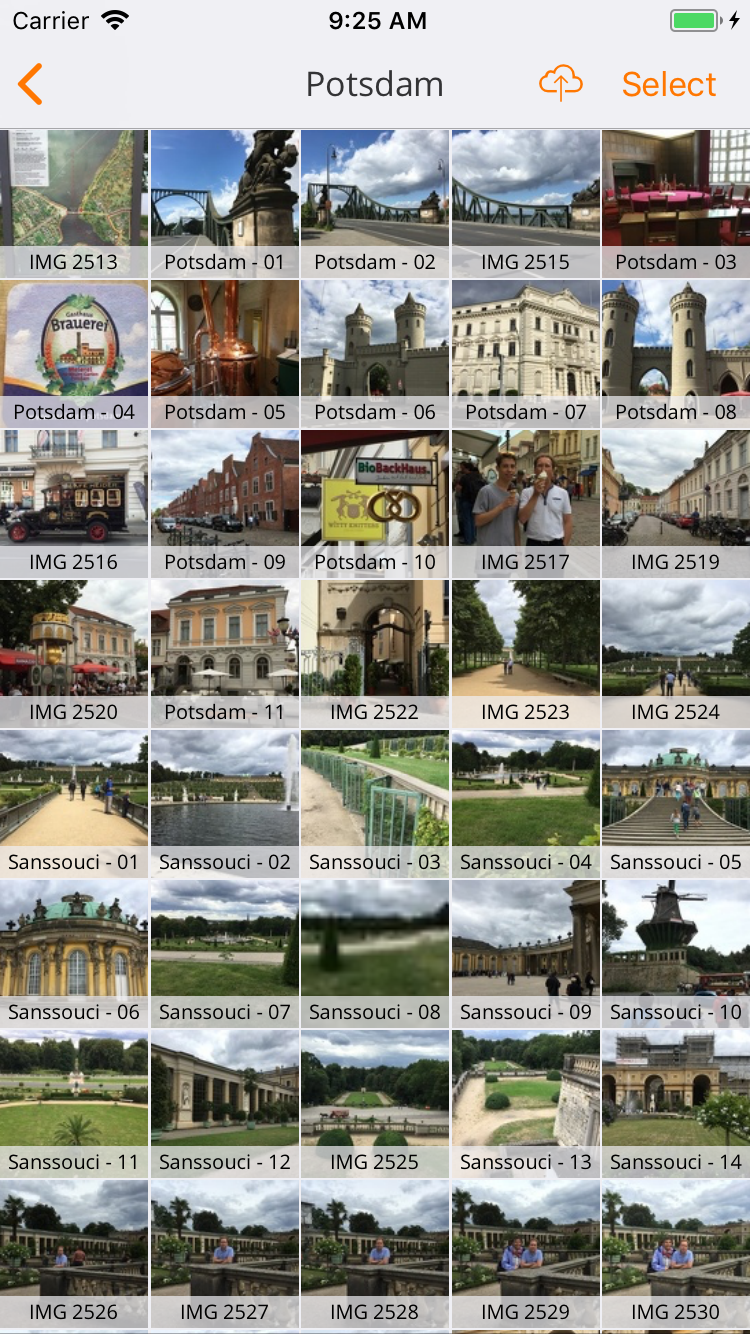 Carrier
9:25 AM
Potsdam
Select
IMG 2513
Potsdam - 01
Potsdam - 02
IMG 2515
Potsdam - 03
Gasthaus
Brauerei
Meierei
Potsdam - 04
Potsdam - 05
Potsdam - 06
Potsdam - 07
Potsdam - 08
BioBackHaus
WITTY KNITTERS
IMG 2516
Potsdam - 09
Potsdam - 10
IMG 2517
IMG 2519
IMG 2520
Potsdam - 11
IMG 2522
IMG 2523
IMG 2524
Sanssouci - 01
Sanssouci - 02
Sanssouci - 03
Sanssouci - 04
Sanssouci - 05
Sanssouci - 06
Sanssouci - 07
Sanssouci - 08
Sanssouci - 09
Sanssouci - 10
Sanssouci - 11
Sanssouci - 12
IMG 2525
Sanssouci - 13
Sanssouci - 14
IMG 2526
IMG 2527
IMG 2528
IMG 2529
IMG 2530